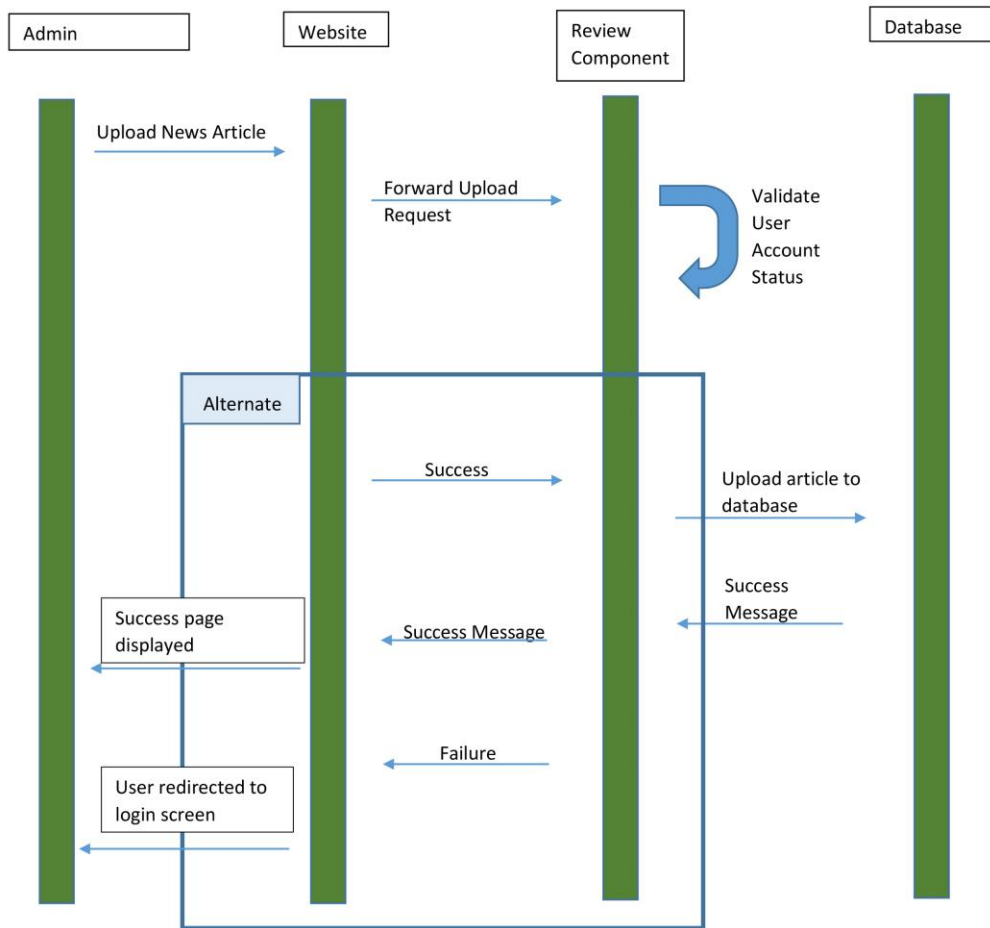 Admin
Website
Review
Component
Database
Upload News Article
Forward Upload
Request
Validate
User
Account
Status
Alternate
Success
Upload article to
database
Success
Message
Success Message
Success page
displayed
Failure
User redirected to
login screen